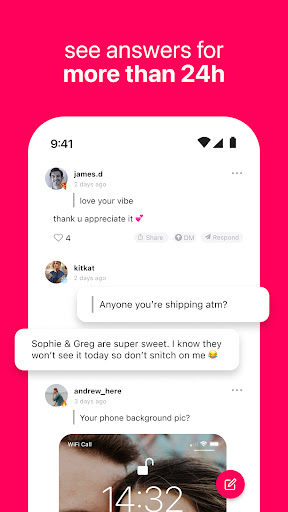 see answers for
more than 24h
9:41
james.d
2 days ago
love your vibe
thank u appreciate it 💕
4
Share
DM
Respond
kitkat
2 days ago
Anyone you're shipping atm?
Sophie & Greg are super sweet. I know they
won't see it today so don't snitch on me 😂
andrew_here
3 days ago
Your phone background pic?
WiFi Call
14:32